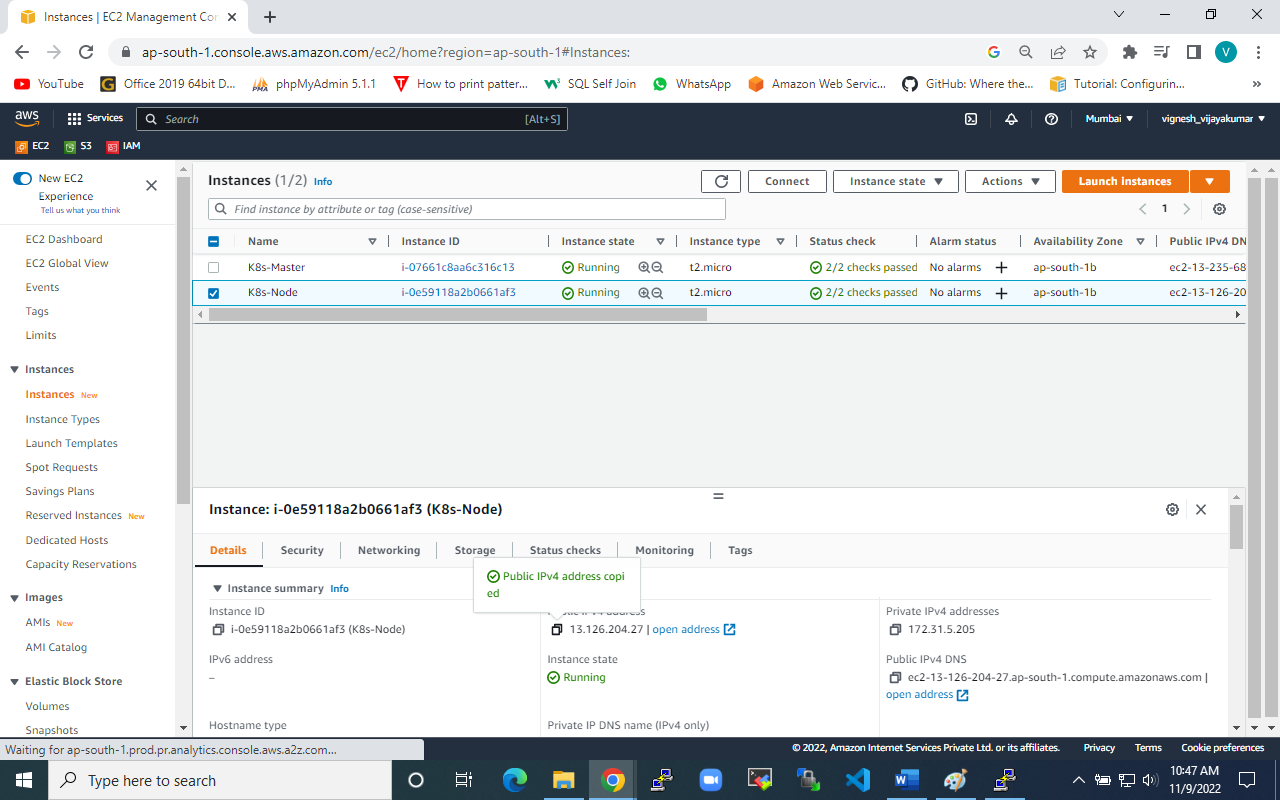 Instances | EC2 Management Cor
ap-south-1.console.aws.amazon.com/ec2/home?region=ap-south-1#Instances:
V
YouTube
Office 2019 64bit D...
phpMyAdmin 5.1.1
How to print patter...
SQL Self Join
WhatsApp
Amazon Web Servic...
GitHub: Where the...
Tutorial: Configurin...
»
aws
Services
Search
[Alt+S]
Mumbai
vignesh_vijayakumar
EC2
S3
IAM
New EC2
Experience
Tell us what you think
EC2 Dashboard
EC2 Global View
Events
Tags
Limits
Instances
Instances New
Instance Types
Launch Templates
Spot Requests
Savings Plans
Reserved Instances New
Dedicated Hosts
Capacity Reservations
Images
AMIs New
AMI Catalog
Elastic Block Store
Volumes
Snapshots
Instances (1/2) Info
Connect
Instance state
Actions
Launch instances
Find instance by attribute or tag (case-sensitive)
1
Name
Instance ID
Instance state
Instance type
Status check
Alarm status
Availability Zone
Public IPv4 DN
K8s-Master
i-07661c8aa6c316c13
Running
t2.micro
2/2 checks passed
No alarms
ap-south-1b
ec2-13-235-68
K8s-Node
i-0e59118a2b0661af3
Running
t2.micro
2/2 checks passed
No alarms
ap-south-1b
ec2-13-126-20
Instance: i-0e59118a2b0661af3 (K8s-Node)
Details
Security
Networking
Storage
Status checks
Monitoring
Tags
Public IPv4 address copi
ed
Instance summary Info
Instance ID
i-0e59118a2b0661af3 (K8s-Node)
Public IPv4 address
13.126.204.27 | open address
Private IPv4 addresses
172.31.5.205
IPv6 address
–
Instance state
Running
Public IPv4 DNS
ec2-13-126-204-27.ap-south-1.compute.amazonaws.com |
open address
Hostname type
Private IP DNS name (IPv4 only)
Waiting for ap-south-1.prod.pr.analytics.console.aws.a2z.com...
© 2022, Amazon Internet Services Private Ltd. or its affiliates.
Privacy
Terms
Cookie preferences
Type here to search
10:47 AM
11/9/2022